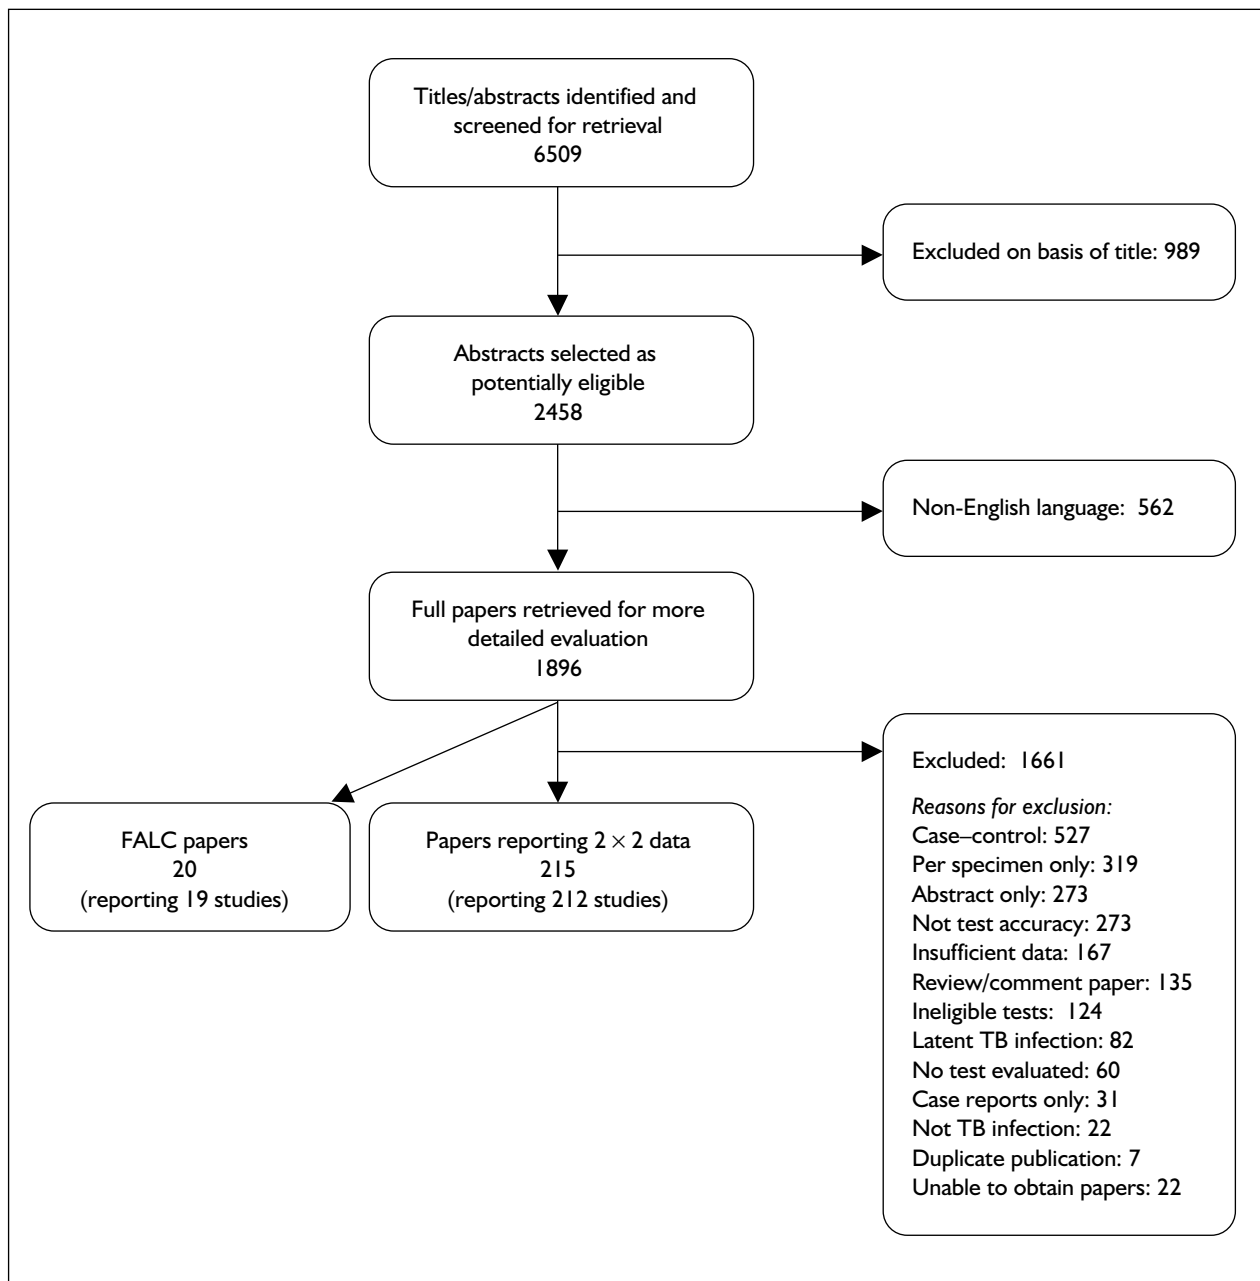 Titles/abstracts identified and
screened for retrieval
6509
Excluded on basis of title: 989
Abstracts selected as
potentially eligible
2458
Non-English language: 562
Full papers retrieved for more
detailed evaluation
1896
FALC papers
20
(reporting 19 studies)
Papers reporting 2 × 2 data
215
(reporting 212 studies)
Excluded: 1661
Reasons for exclusion:
Case–control: 527
Per specimen only: 319
Abstract only: 273
Not test accuracy: 273
Insufficient data: 167
Review/comment paper: 135
Ineligible tests: 124
Latent TB infection: 82
No test evaluated: 60
Case reports only: 31
Not TB infection: 22
Duplicate publication: 7
Unable to obtain papers: 22